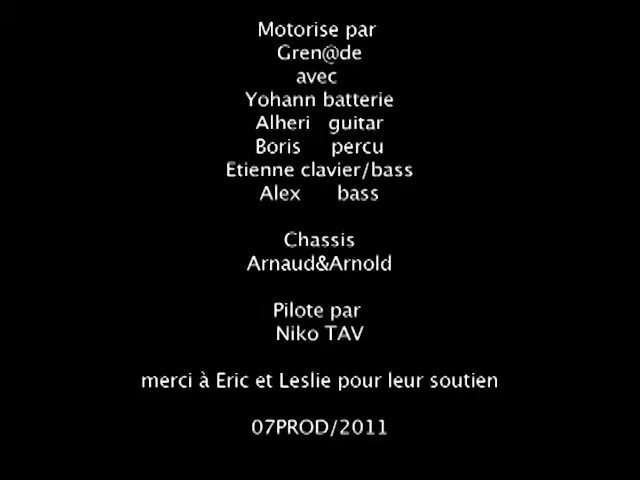 Motorise par
Gren@de
avec
Yohann batterie
Alheri guitar
Boris percu
Etienne clavier/bass
Alex bass
Chassis
Arnaud&Arnold
Pilote par
Niko TAV
merci à Eric et Leslie pour leur soutien
07PROD/2011